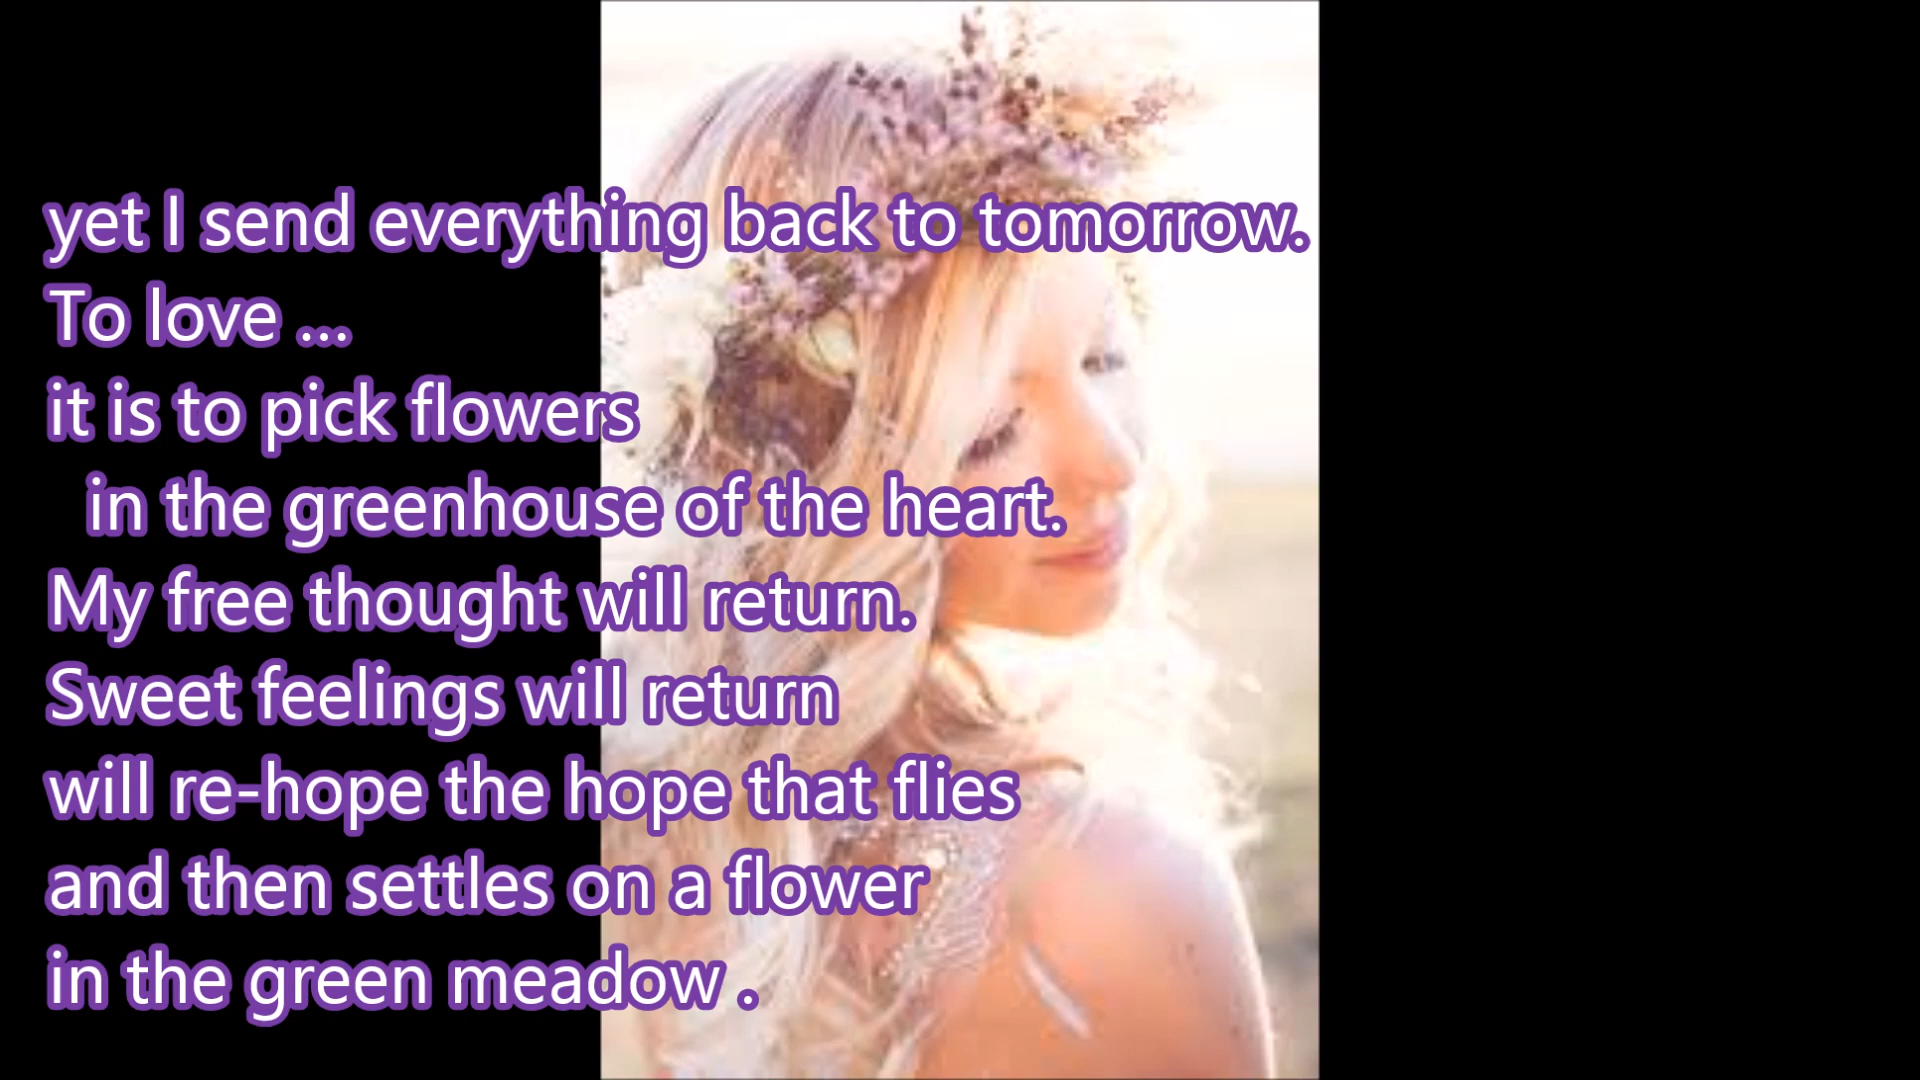 yet I send everything back to tomorrow.
To love ...
it is to pick flowers
in the greenhouse of the heart.
My free thought will return.
Sweet feelings will return
will re-hope the hope that flies
and then settles on a flower
in the green meadow .